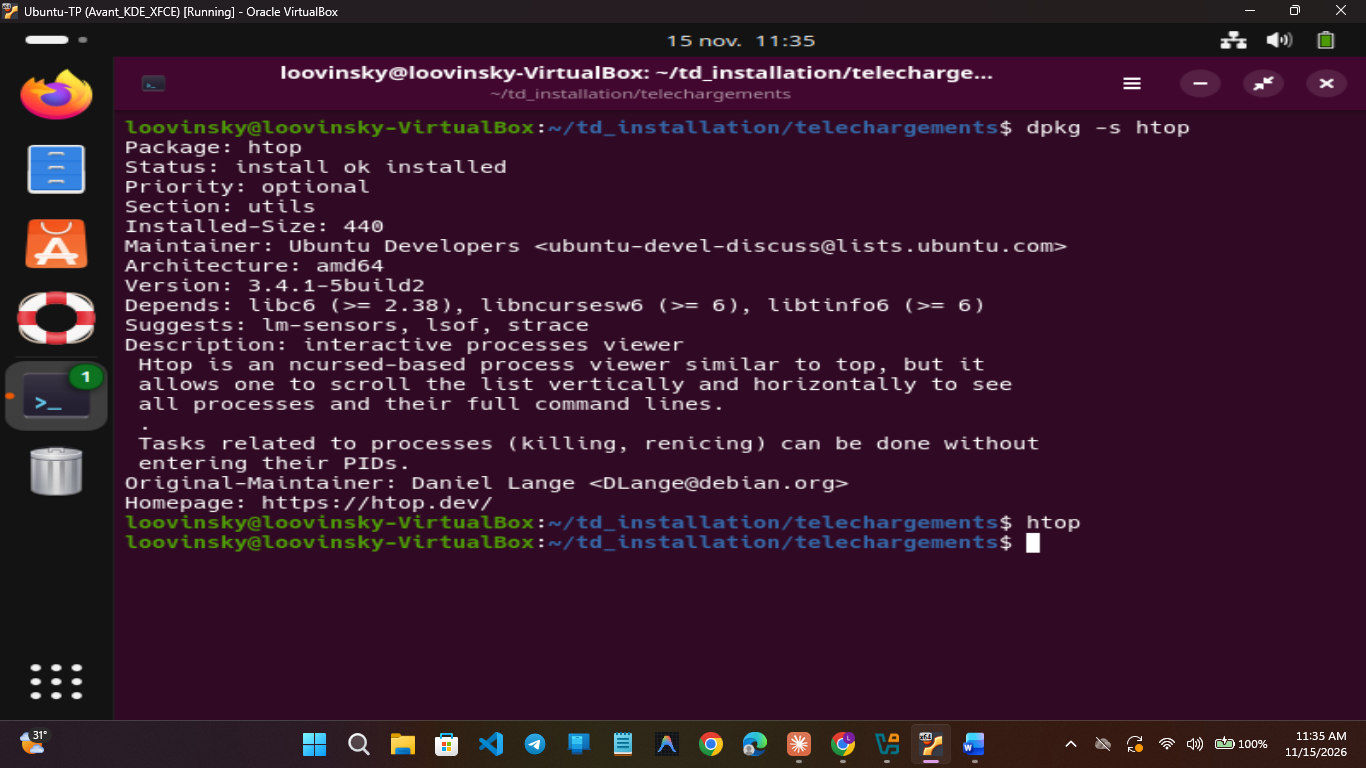 Ubuntu-TP (Avant_KDE_XFCE) [Running] - Oracle VirtualBox
15 nov. 11:35
loovinsky@loovinsky-VirtualBox: ~/td_installation/telecharge...
~/td_installation/telechargements
loovinsky@loovinsky-VirtualBox:~/td_installation/telechargements$ dpkg -s htop
Package: htop
Status: install ok installed
Priority: optional
Section: utils
Installed-Size: 440
Maintainer: Ubuntu Developers <ubuntu-devel-discuss@lists.ubuntu.com>
Architecture: amd64
Version: 3.4.1-5build2
Depends: libc6 (>= 2.38), libncursesw6 (>= 6), libtinfo6 (>= 6)
Suggests: lm-sensors, lsof, strace
Description: interactive processes viewer
Htop is an ncursed-based process viewer similar to top, but it
allows one to scroll the list vertically and horizontally to see
all processes and their full command lines.
.
Tasks related to processes (killing, renicing) can be done without
entering their PIDs.
Original-Maintainer: Daniel Lange <DLange@debian.org>
Homepage: https://htop.dev/
loovinsky@loovinsky-VirtualBox:~/td_installation/telechargements$ htop
loovinsky@loovinsky-VirtualBox:~/td_installation/telechargements$
1
31°
100%
11:35 AM
11/15/2026